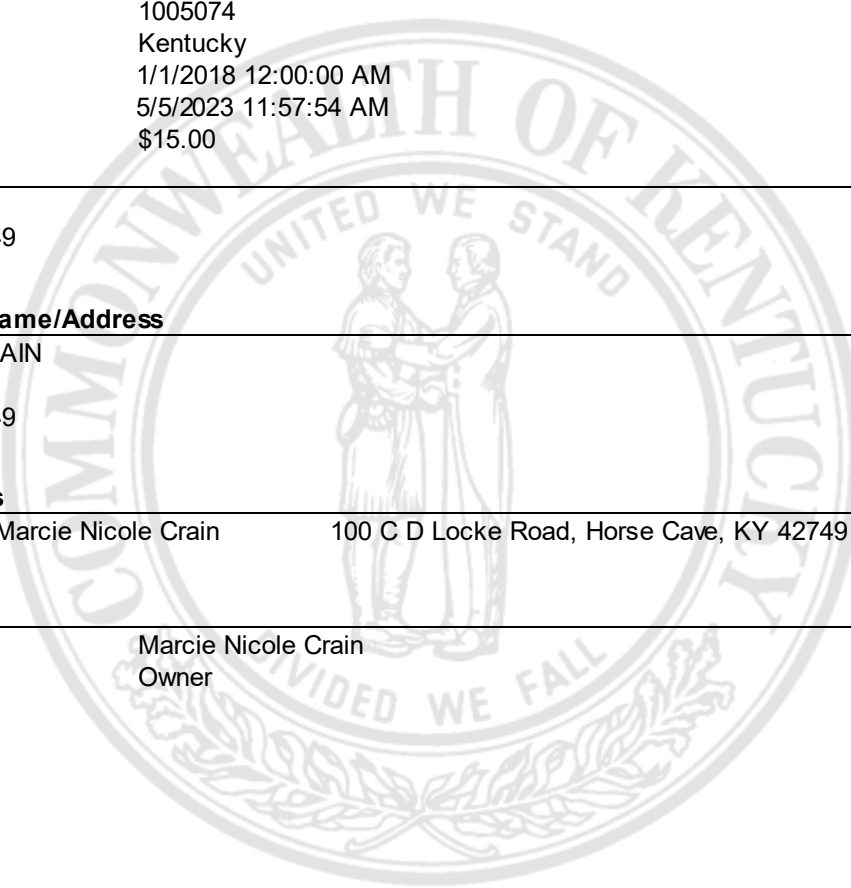 1005074
Kentucky
1/1/2018 12:00:00 AM
5/5/2023 11:57:54 AM
$15.00
9
ame/Address
AIN
9
s
Marcie Nicole Crain 100 C D Locke Road, Horse Cave, KY 42749
Marcie Nicole Crain
Owner
COMMONWEALTH OF KENTUCKY
UNITED WE STAND
DIVIDED WE FALL